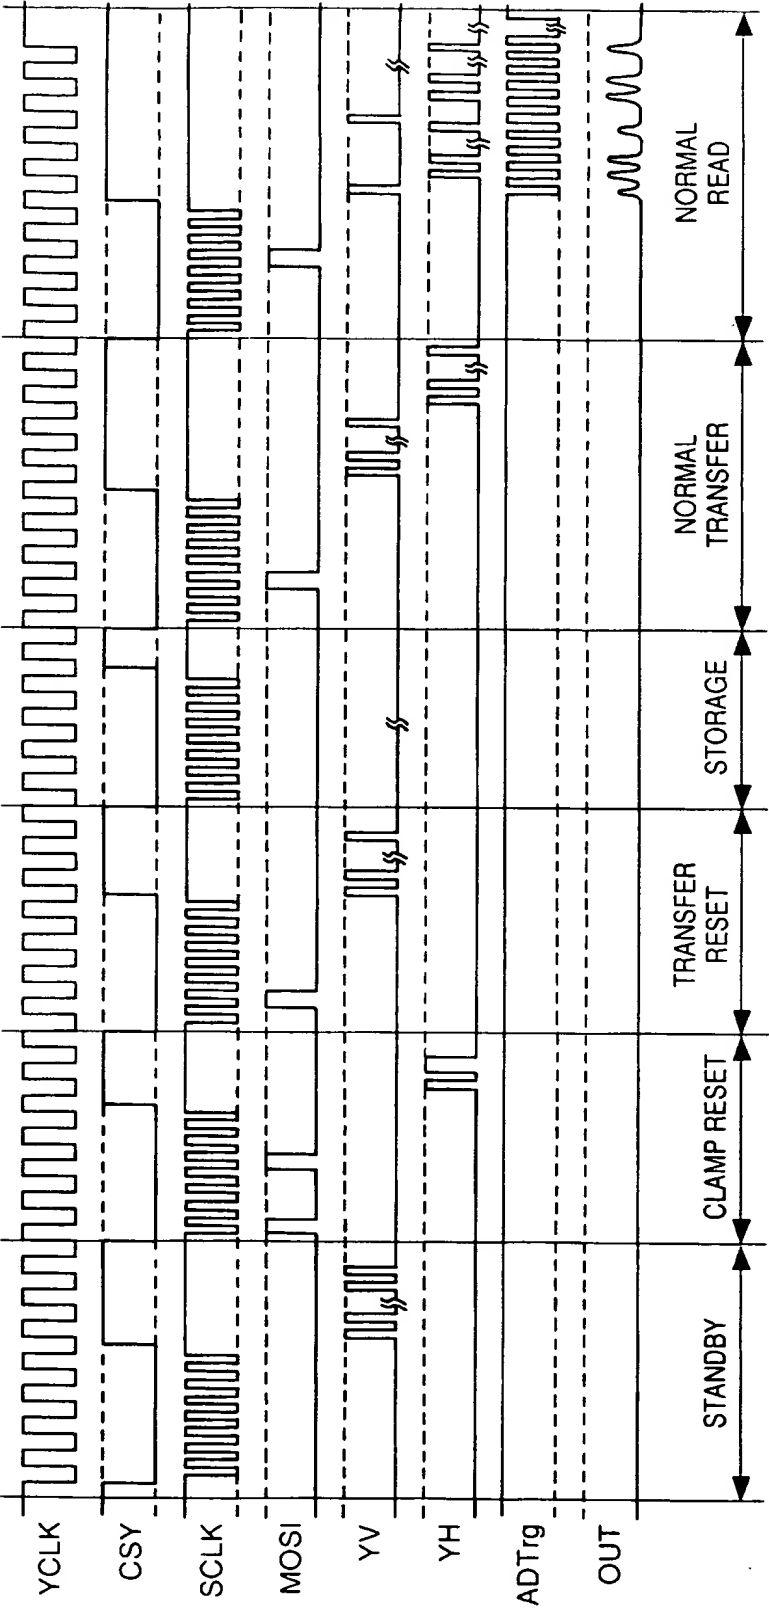 YCLK
CSY
SCLK
MOSI
YV
YH
ADTrg
OUT
STANDBY
CLAMP RESET
TRANSFER
RESET
STORAGE
NORMAL
TRANSFER
NORMAL
READ